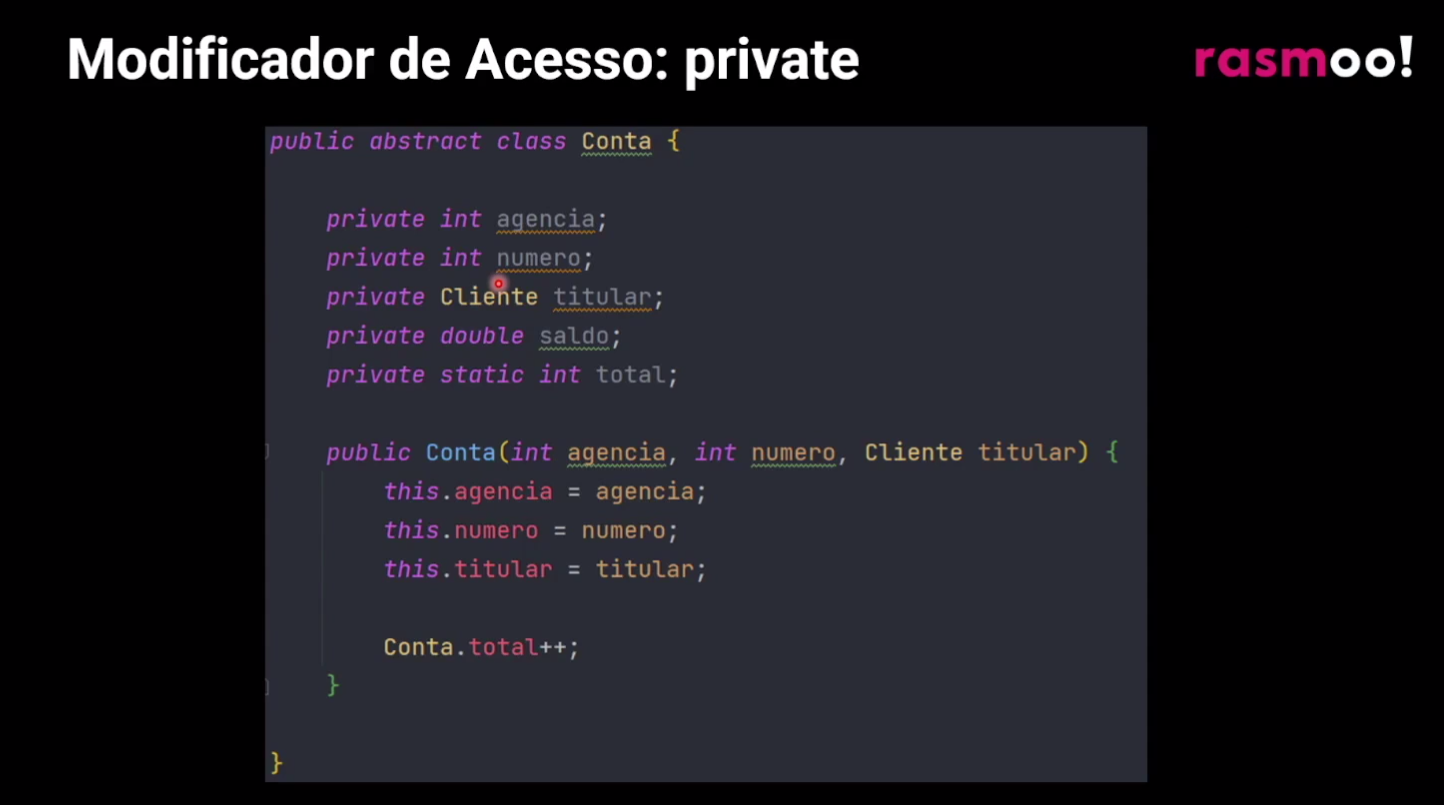 Modificador de Acesso: private
rasmoo!
public abstract class Conta {
private int agencia;
private int numero;
private Cliente titular;
private double saldo;
private static int total;
public Conta(int agencia, int numero, Cliente titular) {
this.agencia = agencia;
this.numero = numero;
this.titular = titular;
Conta.total++;
}
}